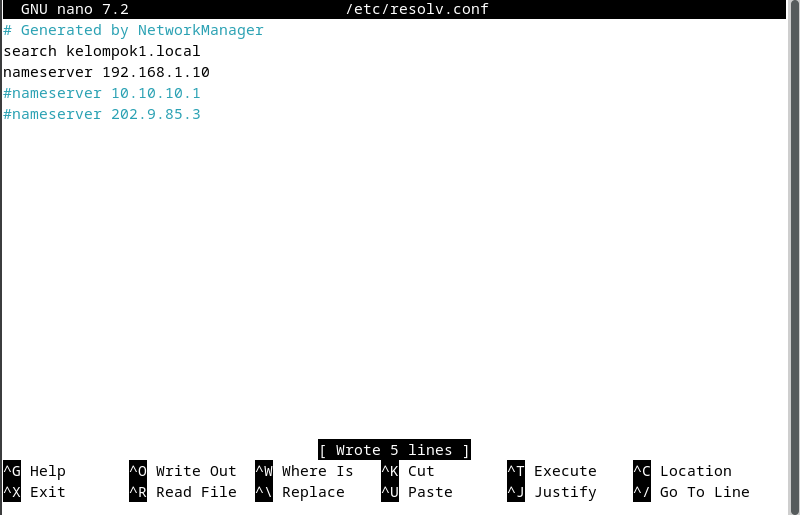 GNU nano 7.2 /etc/resolv.conf
# Generated by NetworkManager
search kelompok1.local
nameserver 192.168.1.10
#nameserver 10.10.10.1
#nameserver 202.9.85.3
[ Wrote 5 lines ]
^G Help ^O Write Out ^W Where Is ^K Cut ^T Execute ^C Location
^X Exit ^R Read File ^\ Replace ^U Paste ^J Justify ^/ Go To Line